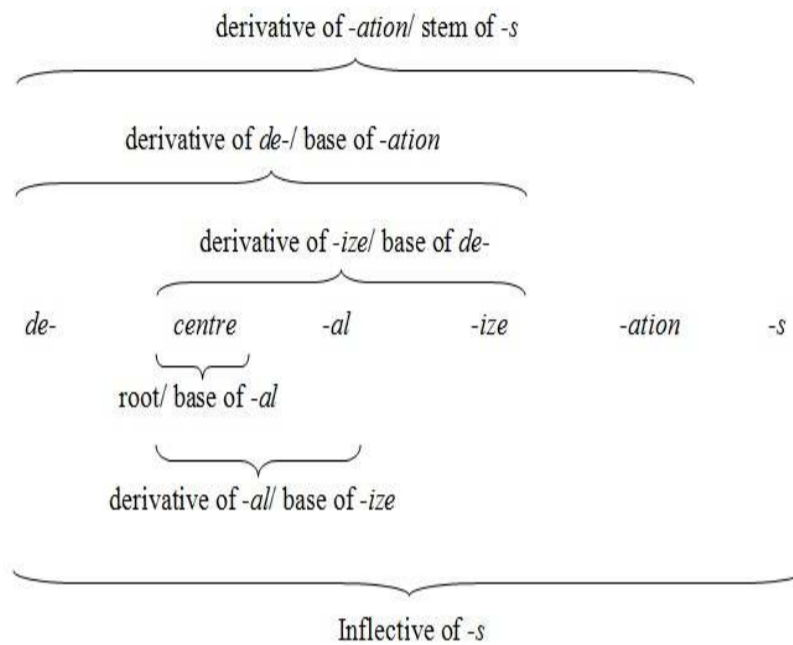 derivative of -ation/ stem of -s
derivative of de-/ base of -ation
derivative of -ize/ base of de-
de- centre -al -ize -ation -s
root/ base of -al
derivative of -al/ base of -ize
Inflective of -s